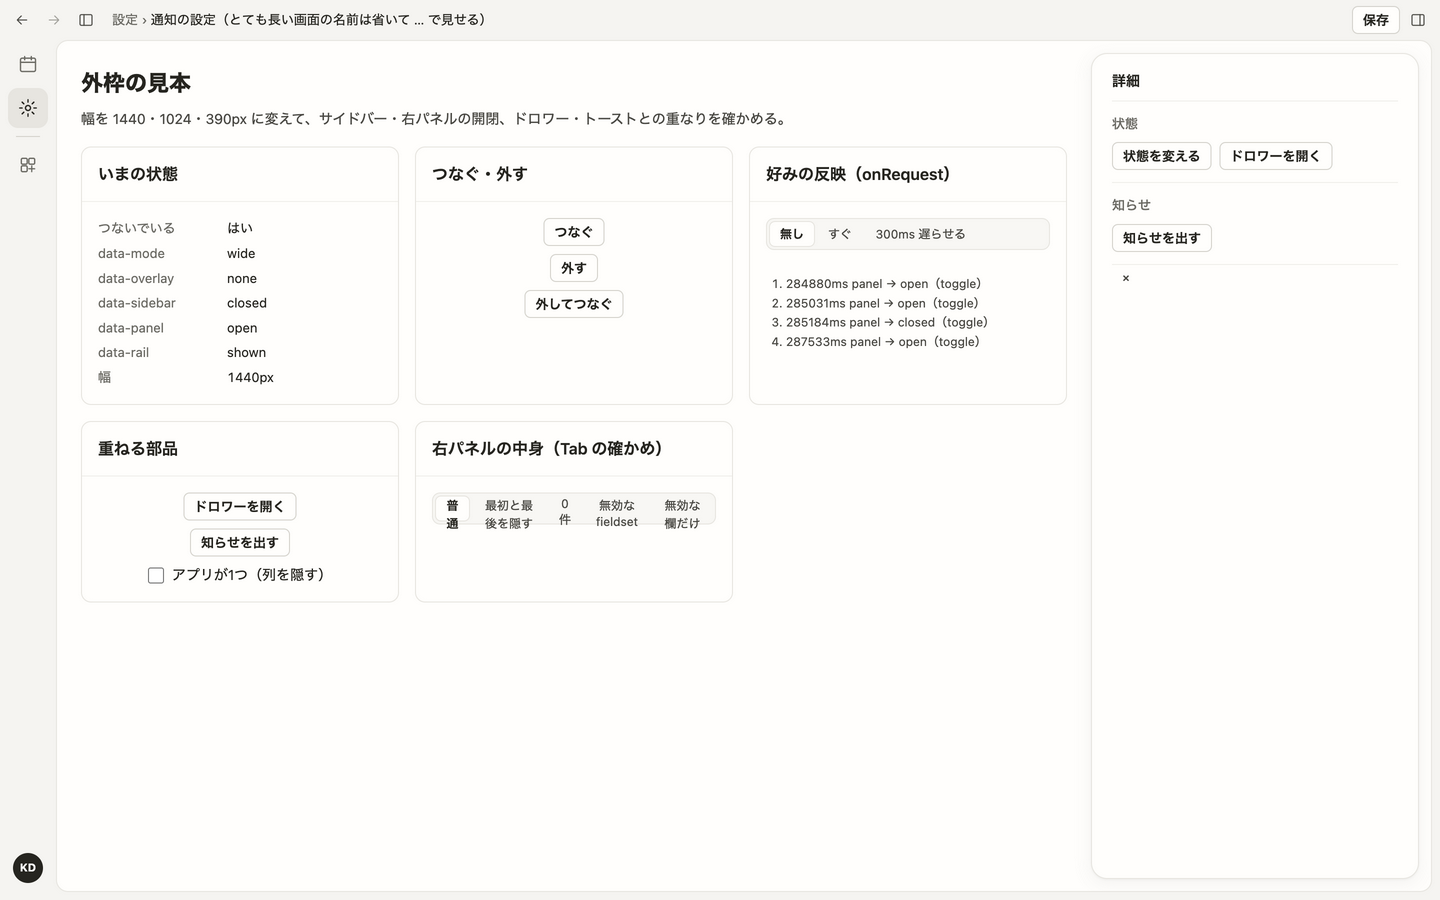 設定 › 通知の設定（とても長い画面の名前は省いて … で見せる）
保存
外枠の見本
幅を 1440・1024・390px に変えて、サイドバー・右パネルの開閉、ドロワー・トーストとの重なりを確かめる。
いまの状態
つないでいる はい
data-mode wide
data-overlay none
data-sidebar closed
data-panel open
data-rail shown
幅 1440px
つなぐ・外す
つなぐ
外す
外してつなぐ
好みの反映（onRequest）
無し すぐ 300ms 遅らせる
1. 284880ms panel → open（toggle）
2. 285031ms panel → open（toggle）
3. 285184ms panel → closed（toggle）
4. 287533ms panel → open（toggle）
重ねる部品
ドロワーを開く
知らせを出す
アプリが1つ（列を隠す）
右パネルの中身（Tab の確かめ）
普通
最初と最後を隠す
0件
無効な fieldset
無効な欄だけ
詳細
状態
状態を変える ドロワーを開く
知らせ
知らせを出す
×
KD